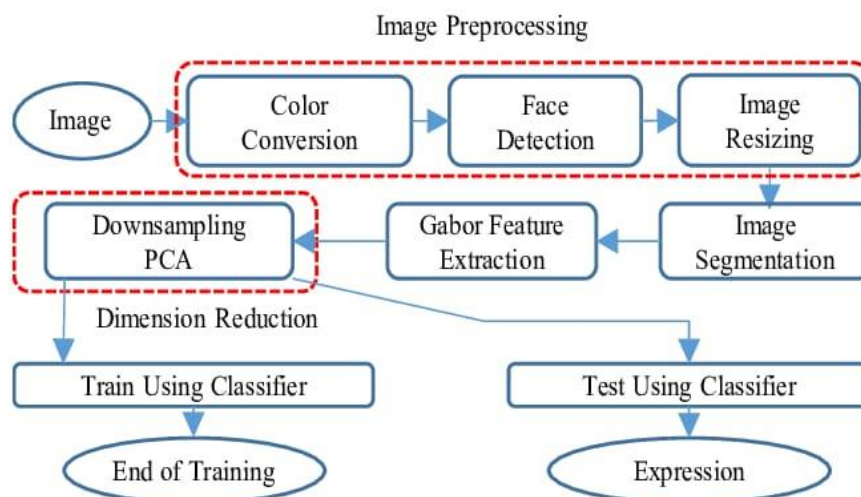 Image Preprocessing
Image
Color
Conversion
Face
Detection
Image
Resizing
Downsampling
PCA
Gabor Feature
Extraction
Image
Segmentation
Dimension Reduction
Train Using Classifier
Test Using Classifier
End of Training
Expression